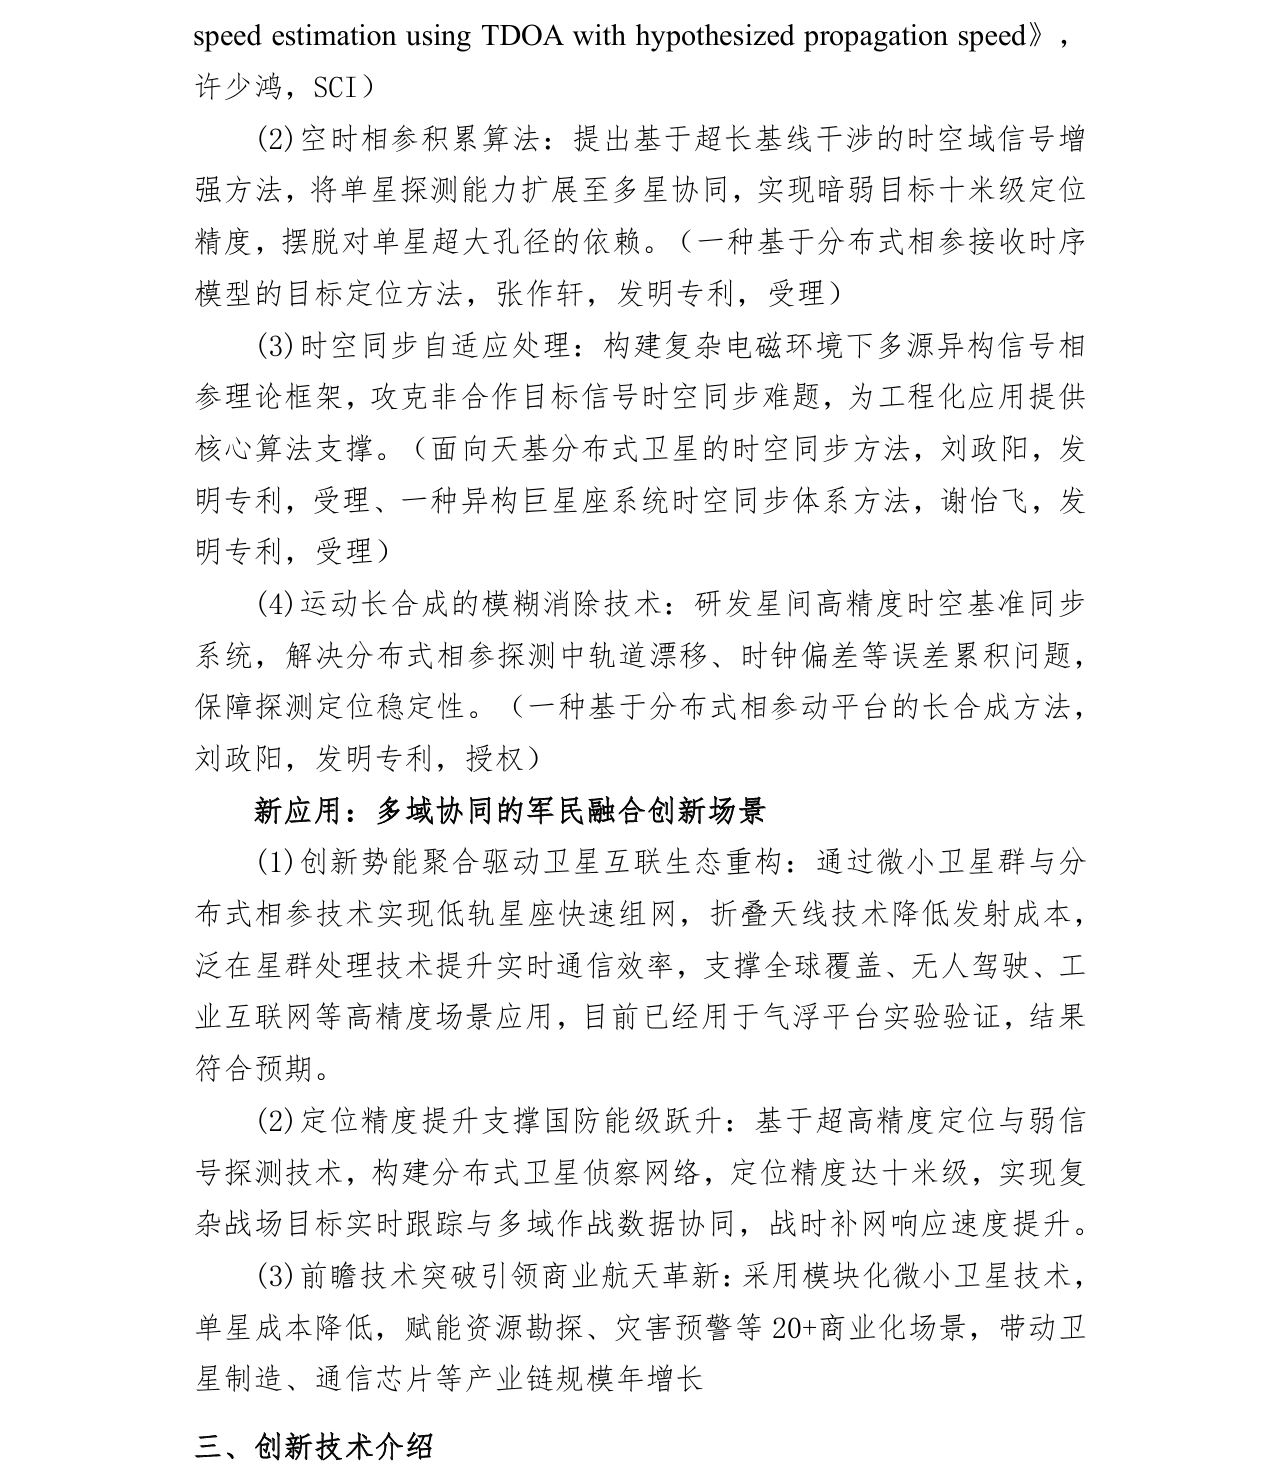 speed estimation using TDOA with hypothesized propagation speed》，
许少鸿，SCI）
(2)空时相参积累算法：提出基于超长基线干涉的时空域信号增
强方法，将单星探测能力扩展至多星协同，实现暗弱目标十米级定位
精度，摆脱对单星超大孔径的依赖。（一种基于分布式相参接收时序
模型的目标定位方法，张作轩，发明专利，受理）
(3)时空同步自适应处理：构建复杂电磁环境下多源异构信号相
参理论框架，攻克非合作目标信号时空同步难题，为工程化应用提供
核心算法支撑。（面向天基分布式卫星的时空同步方法，刘政阳，发
明专利，受理、一种异构巨星座系统时空同步体系方法，谢怡飞，发
明专利，受理）
(4)运动长合成的模糊消除技术：研发星间高精度时空基准同步
系统，解决分布式相参探测中轨道漂移、时钟偏差等误差累积问题，
保障探测定位稳定性。（一种基于分布式相参动平台的长合成方法，
刘政阳，发明专利，授权）
新应用：多域协同的军民融合创新场景
(1)创新势能聚合驱动卫星互联生态重构：通过微小卫星群与分
布式相参技术实现低轨星座快速组网，折叠天线技术降低发射成本，
泛在星群处理技术提升实时通信效率，支撑全球覆盖、无人驾驶、工
业互联网等高精度场景应用，目前已经用于气浮平台实验验证，结果
符合预期。
(2)定位精度提升支撑国防能级跃升：基于超高精度定位与弱信
号探测技术，构建分布式卫星侦察网络，定位精度达十米级，实现复
杂战场目标实时跟踪与多域作战数据协同，战时补网响应速度提升。
(3)前瞻技术突破引领商业航天革新：采用模块化微小卫星技术，
单星成本降低，赋能资源勘探、灾害预警等 20+商业化场景，带动卫
星制造、通信芯片等产业链规模年增长
三、创新技术介绍